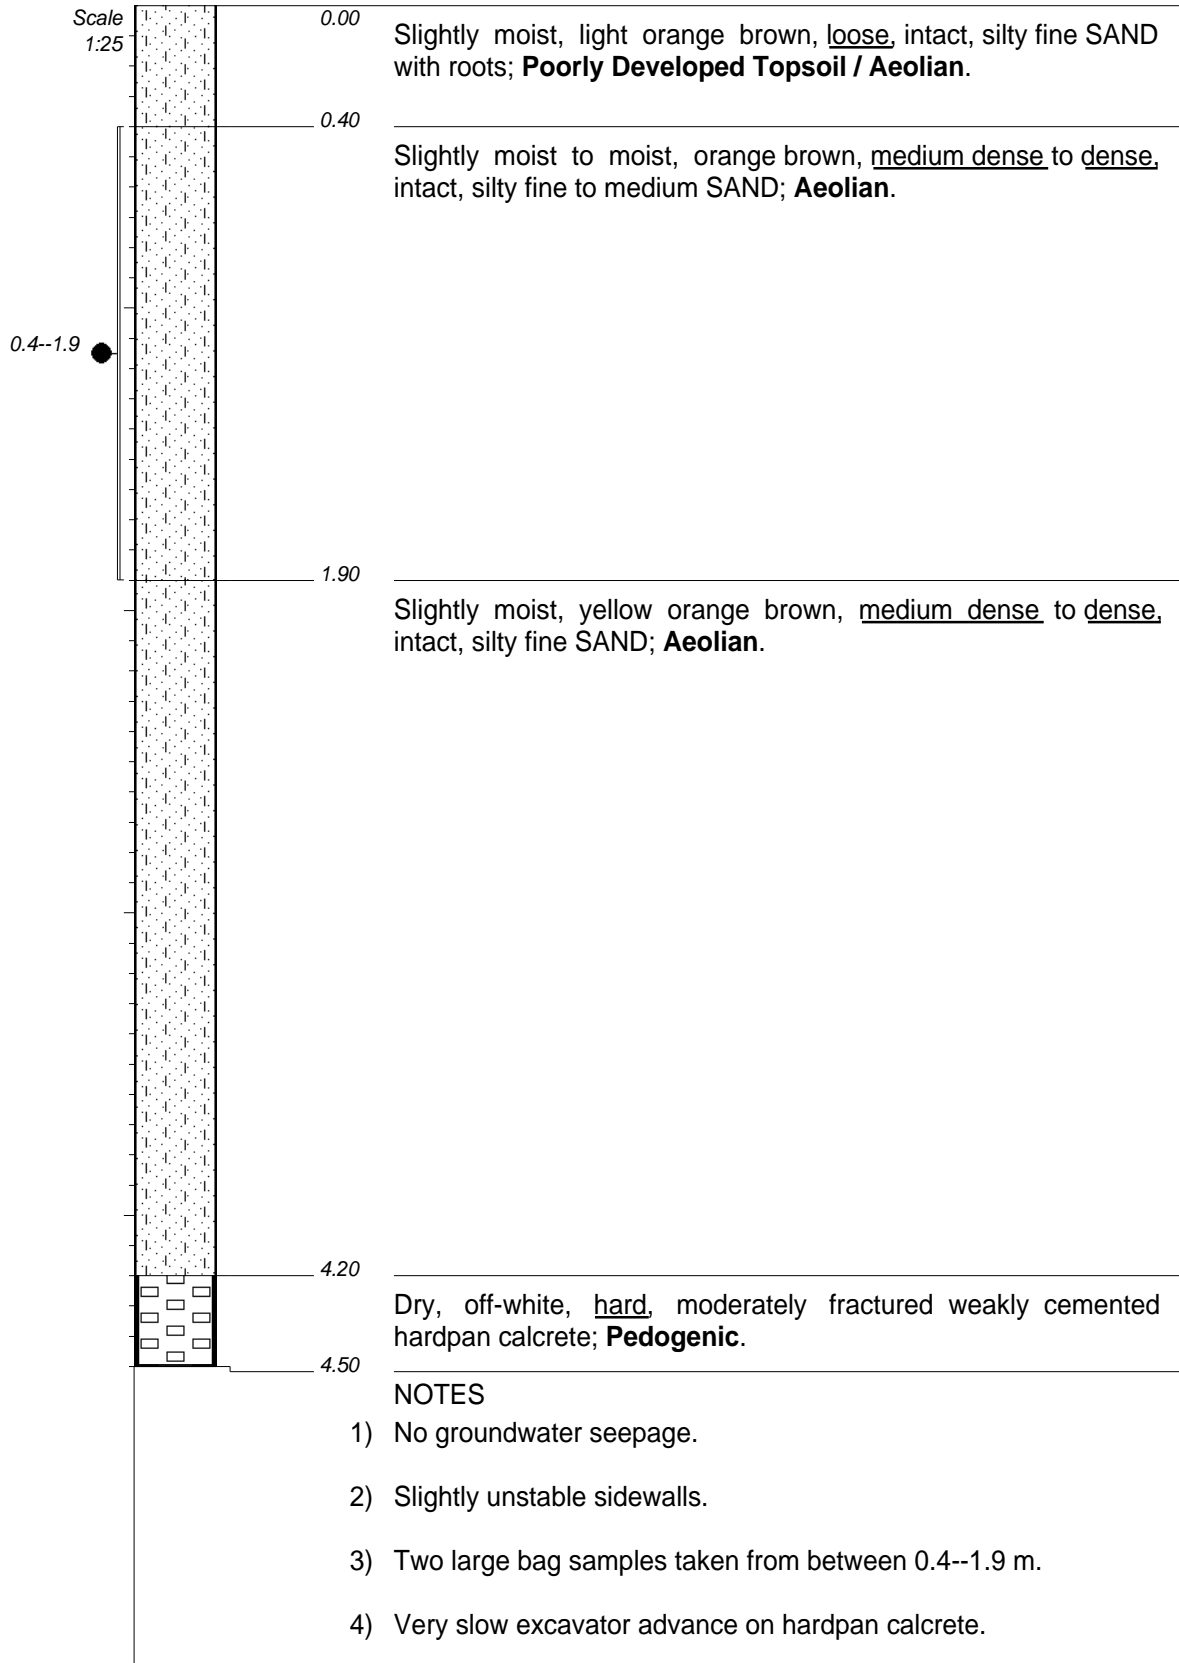 Scale
1:25
0.00
Slightly moist, light orange brown, loose, intact, silty fine SAND
with roots; Poorly Developed Topsoil / Aeolian.
0.40
Slightly moist to moist, orange brown, medium dense to dense,
intact, silty fine to medium SAND; Aeolian.
0.4--1.9
1.90
Slightly moist, yellow orange brown, medium dense to dense,
intact, silty fine SAND; Aeolian.
4.20
Dry, off-white, hard, moderately fractured weakly cemented
hardpan calcrete; Pedogenic.
4.50
NOTES
1) No groundwater seepage.
2) Slightly unstable sidewalls.
3) Two large bag samples taken from between 0.4--1.9 m.
4) Very slow excavator advance on hardpan calcrete.